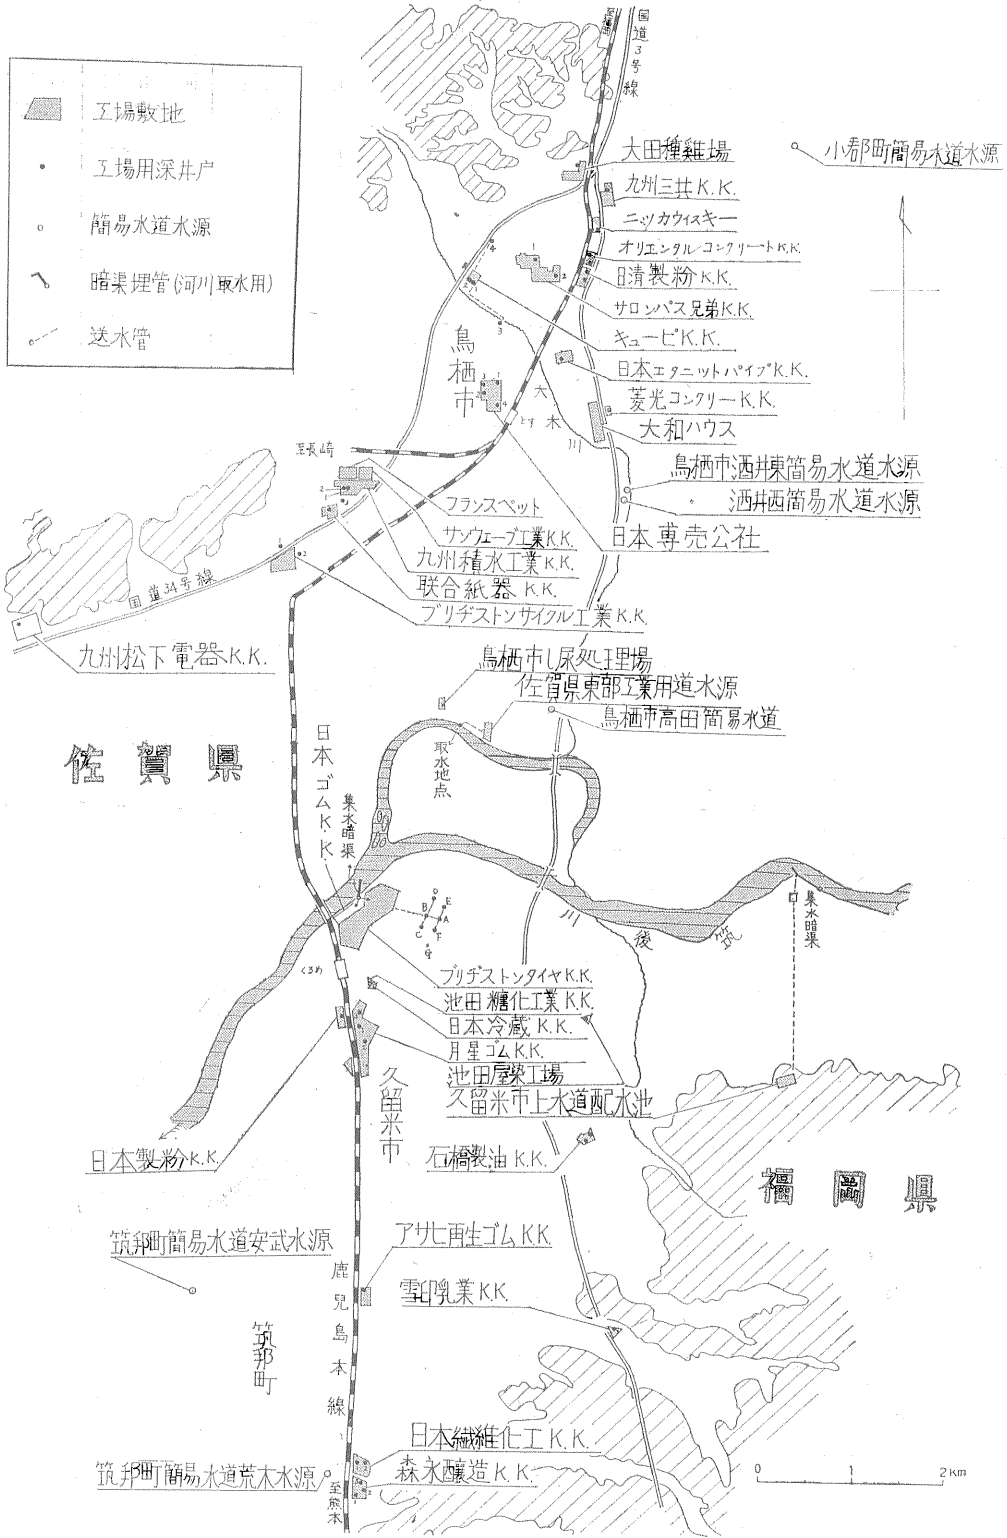 工場敷地
工場用深井戸
簡易水道水源
暗渠埋管(河川取水用)
送水管
国道3号線
大田種雞場
小郡町簡易水道水源
九州三共K.K.
ニッカウィスキー
オリエンタルコンクリートK.K.
日清製粉K.K.
サロンパス兄弟K.K.
キューピK.K.
日本エタニットパイプK.K.
菱光コンクリーK.K.
大和ハウス
鳥栖市
大木川
とす
至長崎
鳥栖市酒井東簡易水道水源
酒井西簡易水道水源
日本専売公社
フランスベット
サンウェーブ工業K.K.
九州積水工業K.K.
联合紙器K.K.
ブリヂストンサイクル工業K.K.
国道34号線
九州松下電器K.K.
鳥栖市し尿処理場
佐賀県東部工業用道水源
鳥栖市高田簡易水道
取水地点
佐賀県
日本ゴムK.K
集水暗渠
D
E
B
A
C
F
G
川後筑
集水暗渠
くるめ
ブリヂストンタイヤK.K.
池田糖化工業K.K.
日本冷蔵K.K.
月星ゴムK.K.
池田屋染工場
久留米市上水道配水池
久留米市
日本製粉K.K.
石橋製油K.K.
福岡県
筑邦町簡易水道安武水源
アサヒ再生ゴムK.K.
雪印乳業K.K.
鹿児島本線
筑邦町
日本繊維化工K.K.
森永醸造K.K.
筑邦町簡易水道荒木水源
至熊本
0 1 2km